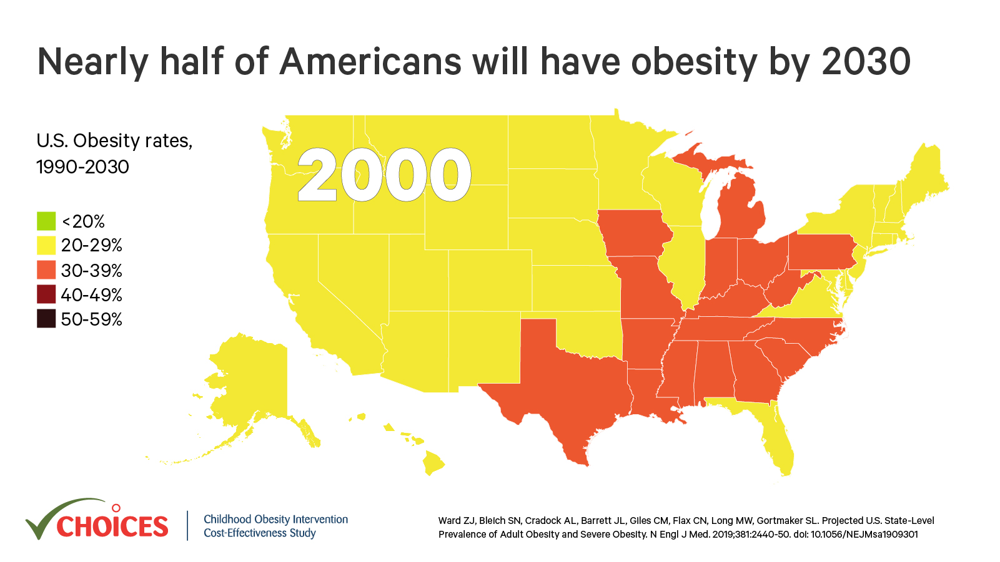 Nearly half of Americans will have obesity by 2030
U.S. Obesity rates,
1990-2030
2000
<20%
20-29%
30-39%
40-49%
50-59%
CHOICES
Childhood Obesity Intervention
Cost-Effectiveness Study
Ward ZJ, Bleich SN, Cradock AL, Barrett JL, Giles CM, Flax CN, Long MW, Gortmaker SL. Projected U.S. State-Level
Prevalence of Adult Obesity and Severe Obesity. N Engl J Med. 2019;381:2440-50. doi: 10.1056/NEJMsa1909301